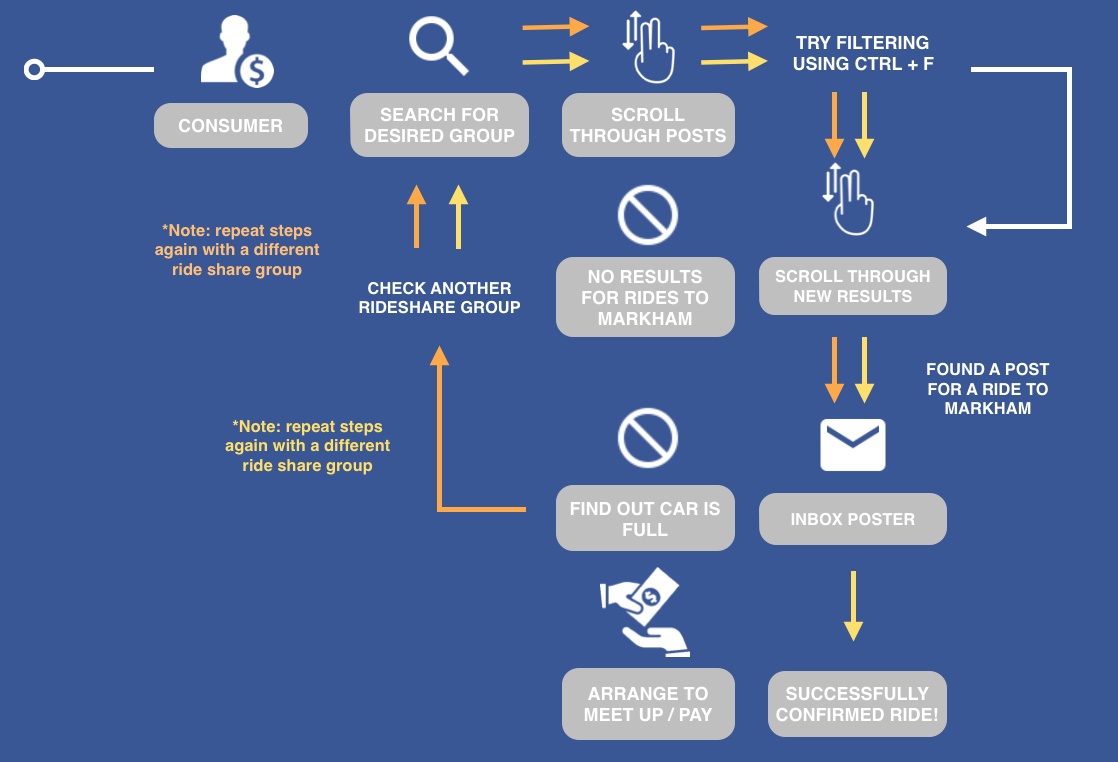 CONSUMER
SEARCH FOR
DESIRED GROUP
SCROLL
THROUGH POSTS
TRY FILTERING
USING CTRL + F
*Note: repeat steps
again with a different
ride share group
CHECK ANOTHER
RIDESHARE GROUP
NO RESULTS
FOR RIDES TO
MARKHAM
SCROLL THROUGH
NEW RESULTS
FOUND A POST
FOR A RIDE TO
MARKHAM
*Note: repeat steps
again with a different
ride share group
FIND OUT CAR IS
FULL
INBOX POSTER
ARRANGE TO
MEET UP / PAY
SUCCESSFULLY
CONFIRMED RIDE!